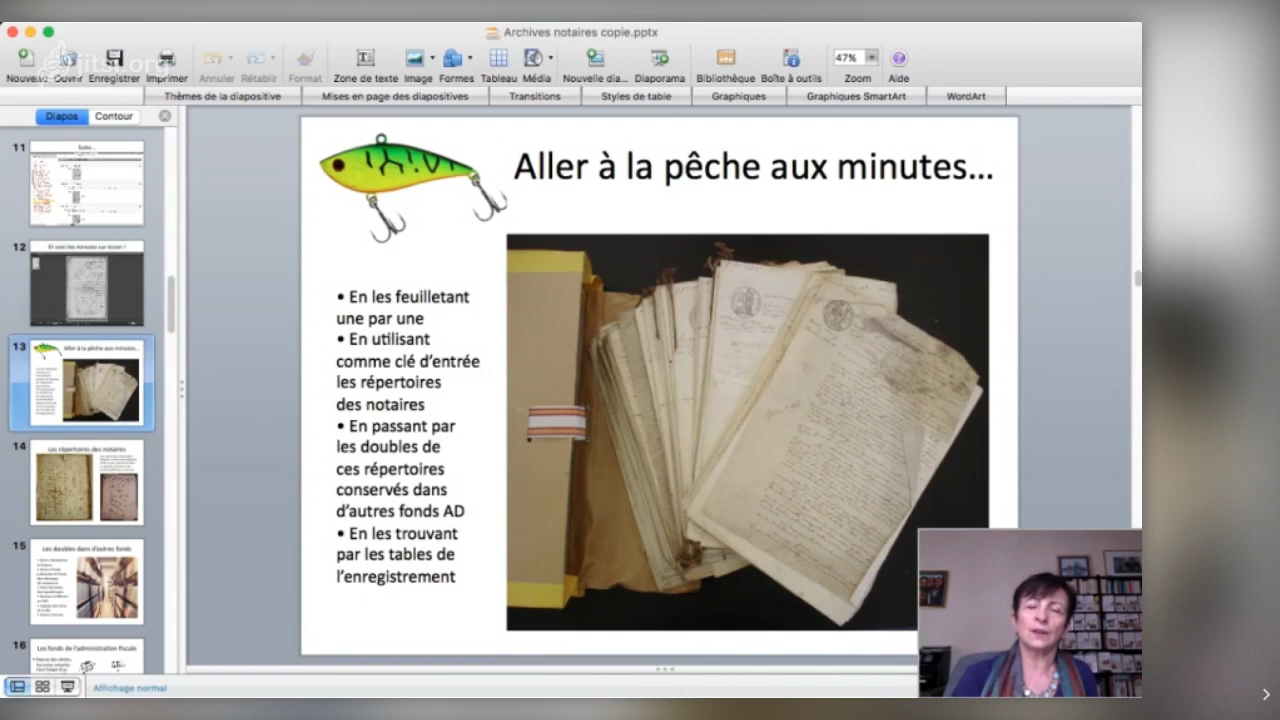 Archives notaires copie.pptx
jitsi.org
Nouveau Ouvrir Enregistrer Imprimer Annuler Rétablir Format Zone de texte Image Formes Tableau Média Nouvelle dia... Diaporama Bibliothèque Boîte à outils 47% Zoom Aide
Thèmes de la diapositive Mises en page des diapositives Transitions Styles de table Graphiques Graphiques SmartArt WordArt
Diapos Contour
11
Suite...
12
Et voici les minutes sur écran !
13
Aller à la pêche aux minutes...
14
Les répertoires des notaires
15
Les doubles dans d'autres fonds
16
Les fonds de l'administration fiscale
Aller à la pêche aux minutes...
• En les feuilletant
une par une
• En utilisant
comme clé d'entrée
les répertoires
des notaires
• En passant par
les doubles de
ces répertoires
conservés dans
d'autres fonds AD
• En les trouvant
par les tables de
l'enregistrement
Affichage normal